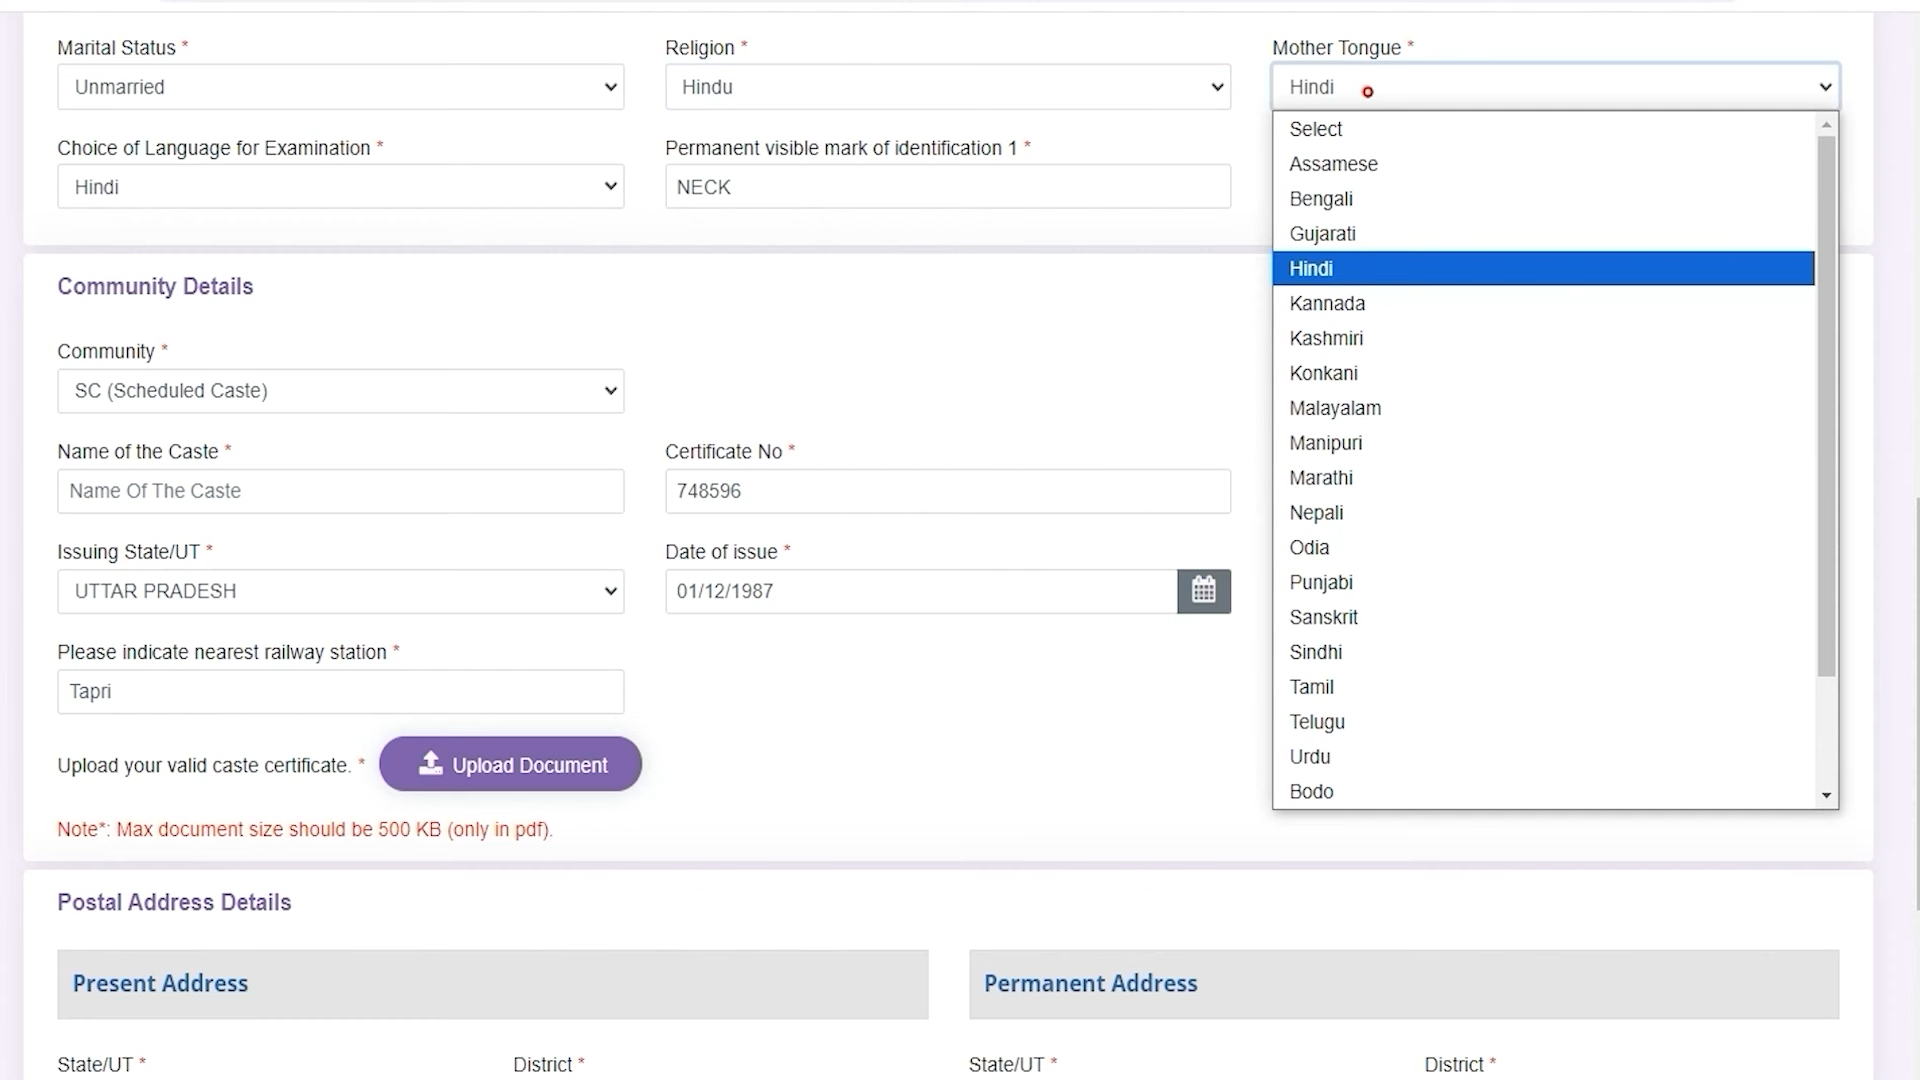 Marital Status *
Unmarried
Religion *
Hindu
Mother Tongue *
Hindi
Select
Assamese
Bengali
Gujarati
Hindi
Kannada
Kashmiri
Konkani
Malayalam
Manipuri
Marathi
Nepali
Odia
Punjabi
Sanskrit
Sindhi
Tamil
Telugu
Urdu
Bodo
Choice of Language for Examination *
Hindi
Permanent visible mark of identification 1 *
NECK
Community Details
Community *
SC (Scheduled Caste)
Name of the Caste *
Name Of The Caste
Certificate No *
748596
Issuing State/UT *
UTTAR PRADESH
Date of issue *
01/12/1987
Please indicate nearest railway station *
Tapri
Upload your valid caste certificate. *
Upload Document
Note*: Max document size should be 500 KB (only in pdf).
Postal Address Details
Present Address
Permanent Address
State/UT *
District *
State/UT *
District *